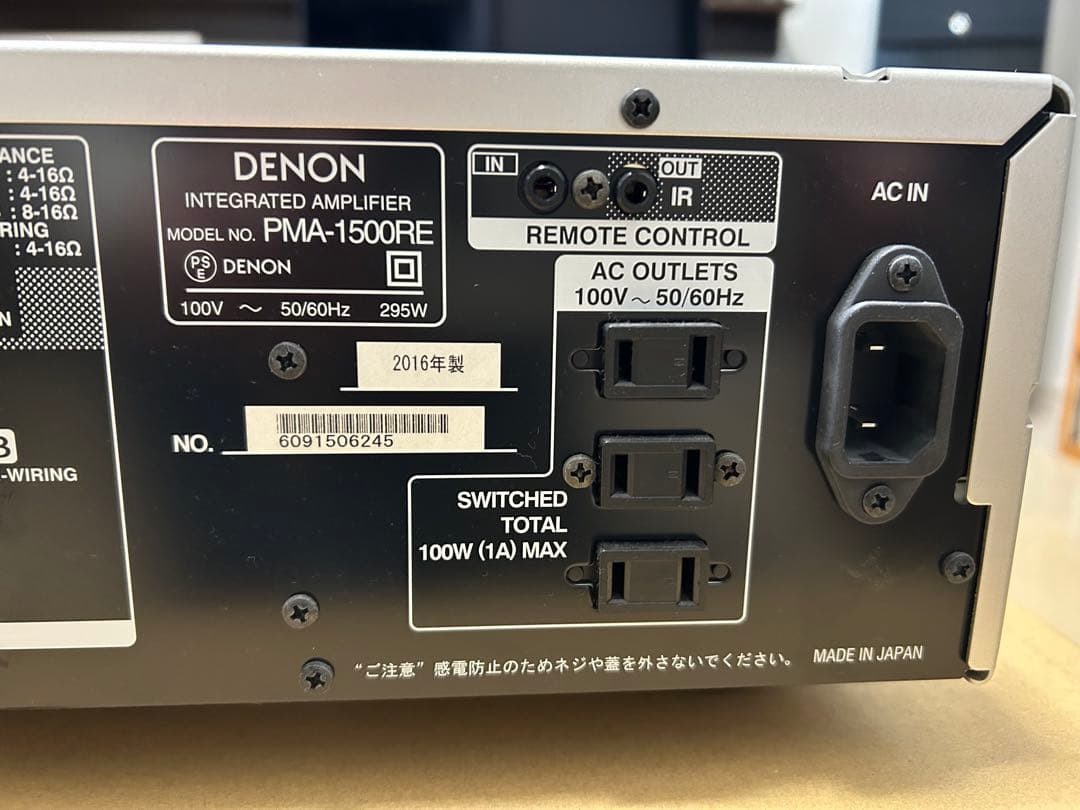 ANCE
: 4-16Ω
: 4-16Ω
: 8-16Ω
RING
: 4-16Ω
N
B
-WIRING
DENON
INTEGRATED AMPLIFIER
MODEL NO. PMA-1500RE
PS
E
DENON
100V ～ 50/60Hz 295W
2016年製
NO.
6091506245
IN
OUT
IR
REMOTE CONTROL
AC OUTLETS
100V～50/60Hz
SWITCHED
TOTAL
100W (1A) MAX
AC IN
“ご注意” 感電防止のためネジや蓋を外さないでください。
MADE IN JAPAN